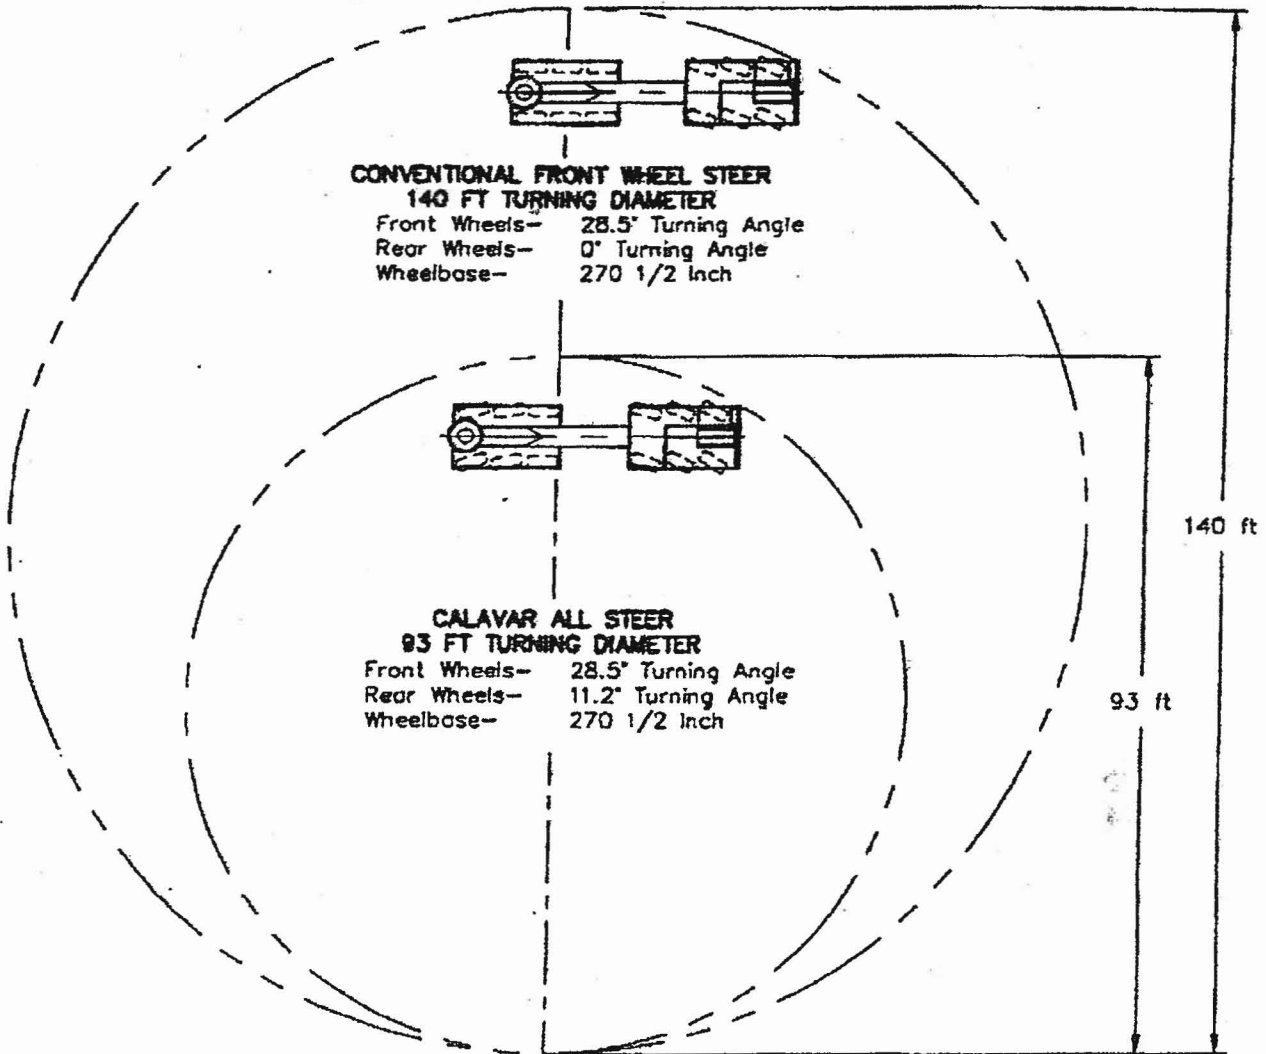 CONVENTIONAL FRONT WHEEL STEER
140 FT TURNING DIAMETER
Front Wheels- 28.5° Turning Angle
Rear Wheels- 0° Turning Angle
Wheelbase- 270 1/2 Inch
140 ft
CALAVAR ALL STEER
93 FT TURNING DIAMETER
Front Wheels- 28.5° Turning Angle
Rear Wheels- 11.2° Turning Angle
Wheelbase- 270 1/2 Inch
93 ft